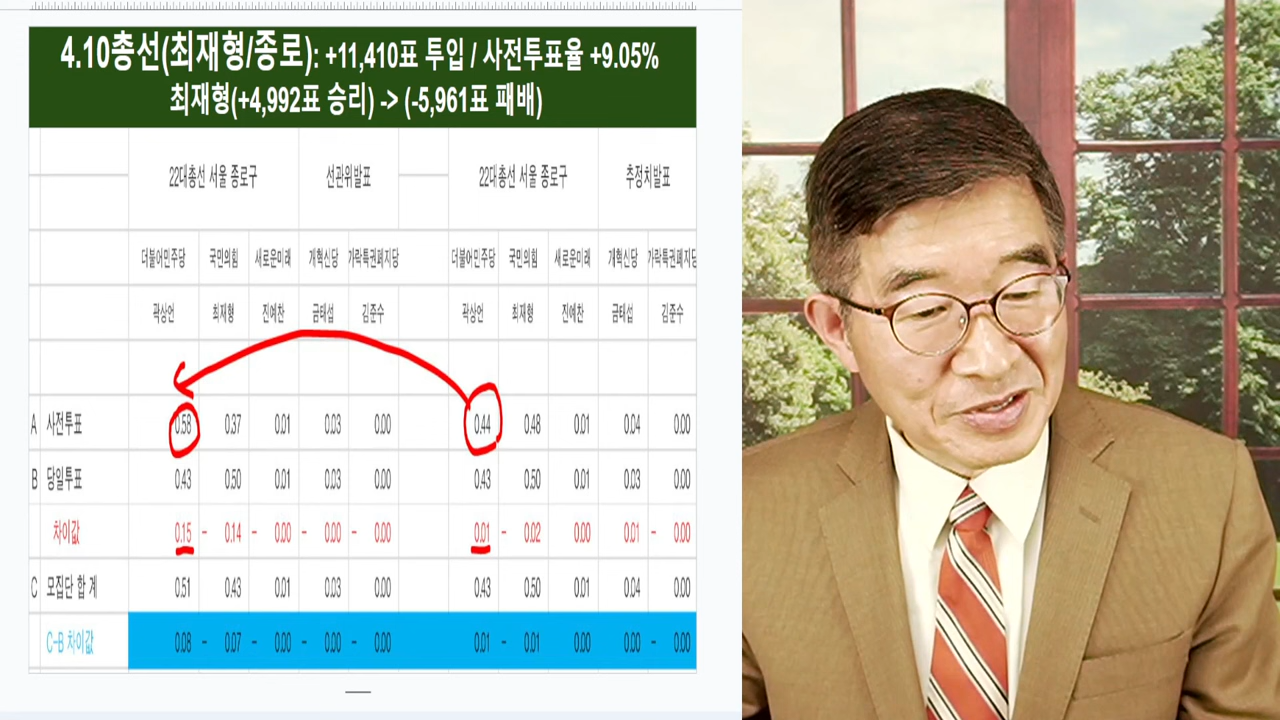 4.10총선(최재형/종로): +11,410표 투입 / 사전투표율 +9.05%
최재형(+4,992표 승리) -> (-5,961표 패배)
22대총선 서울 종로구 선관위발표 22대총선 서울 종로구 추정치발표
더불어민주당 국민의힘 새로운미래 개혁신당 가락특권폐지당 더불어민주당 국민의힘 새로운미래 개혁신당 가락특권폐지당
곽상언 최재형 진예찬 금태섭 김준수 곽상언 최재형 진예찬 금태섭 김준수
A 사전투표 0.58 0.37 0.01 0.03 0.00 0.44 0.48 0.01 0.04 0.00
B 당일투표 0.43 0.50 0.01 0.03 0.00 0.43 0.50 0.01 0.03 0.00
차이값 0.15 - 0.14 - 0.00 - 0.00 - 0.00 0.01 - 0.02 0.00 0.01 - 0.00
C 모집단 합 계 0.51 0.43 0.01 0.03 0.00 0.43 0.50 0.01 0.04 0.00
C-B 차이값 0.08 - 0.07 - 0.00 - 0.00 - 0.00 0.01 - 0.01 0.00 0.00 - 0.00